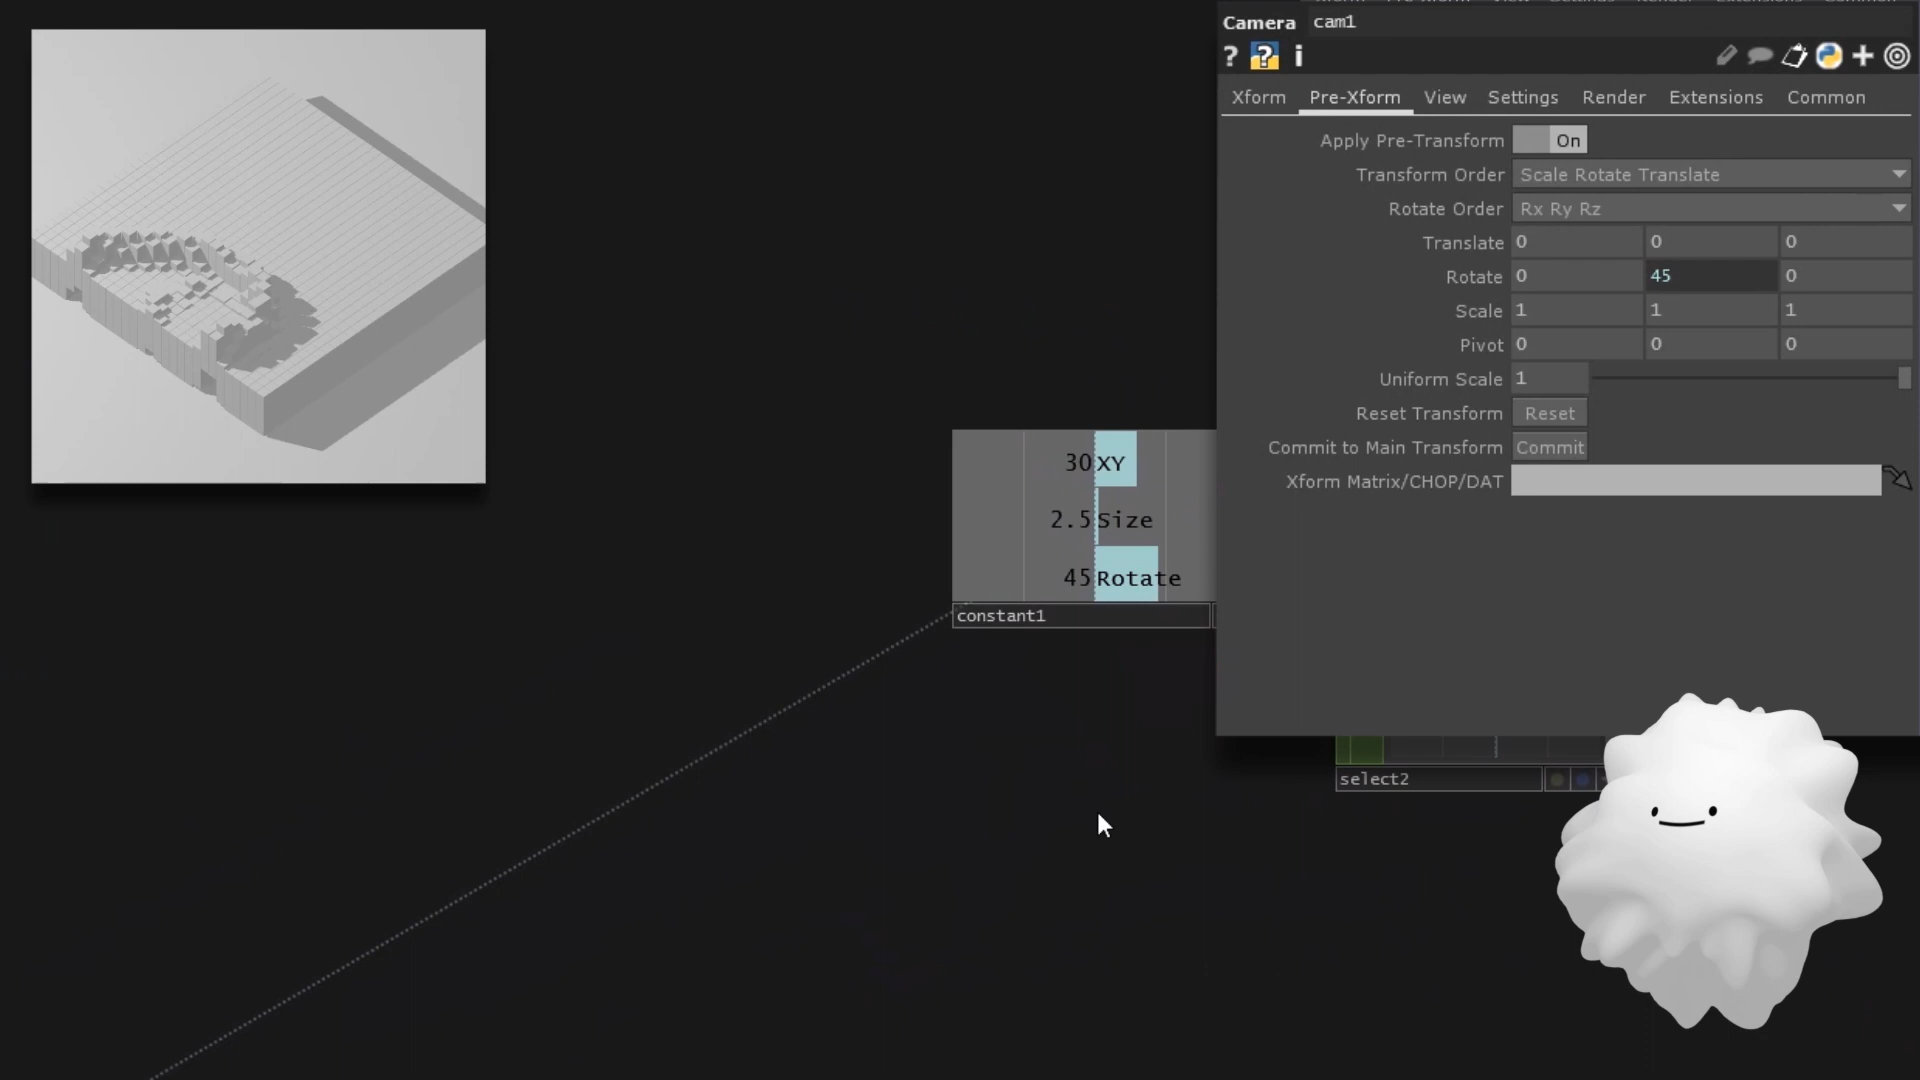 Camera cam1
? ? i
Xform Pre-Xform View Settings Render Extensions Common
Apply Pre-Transform On
Transform Order Scale Rotate Translate
Rotate Order Rx Ry Rz
Translate 0 0 0
Rotate 0 45 0
Scale 1 1 1
Pivot 0 0 0
Uniform Scale 1
Reset Transform Reset
Commit to Main Transform Commit
Xform Matrix/CHOP/DAT
30 XY
2.5 Size
45 Rotate
constant1
select2